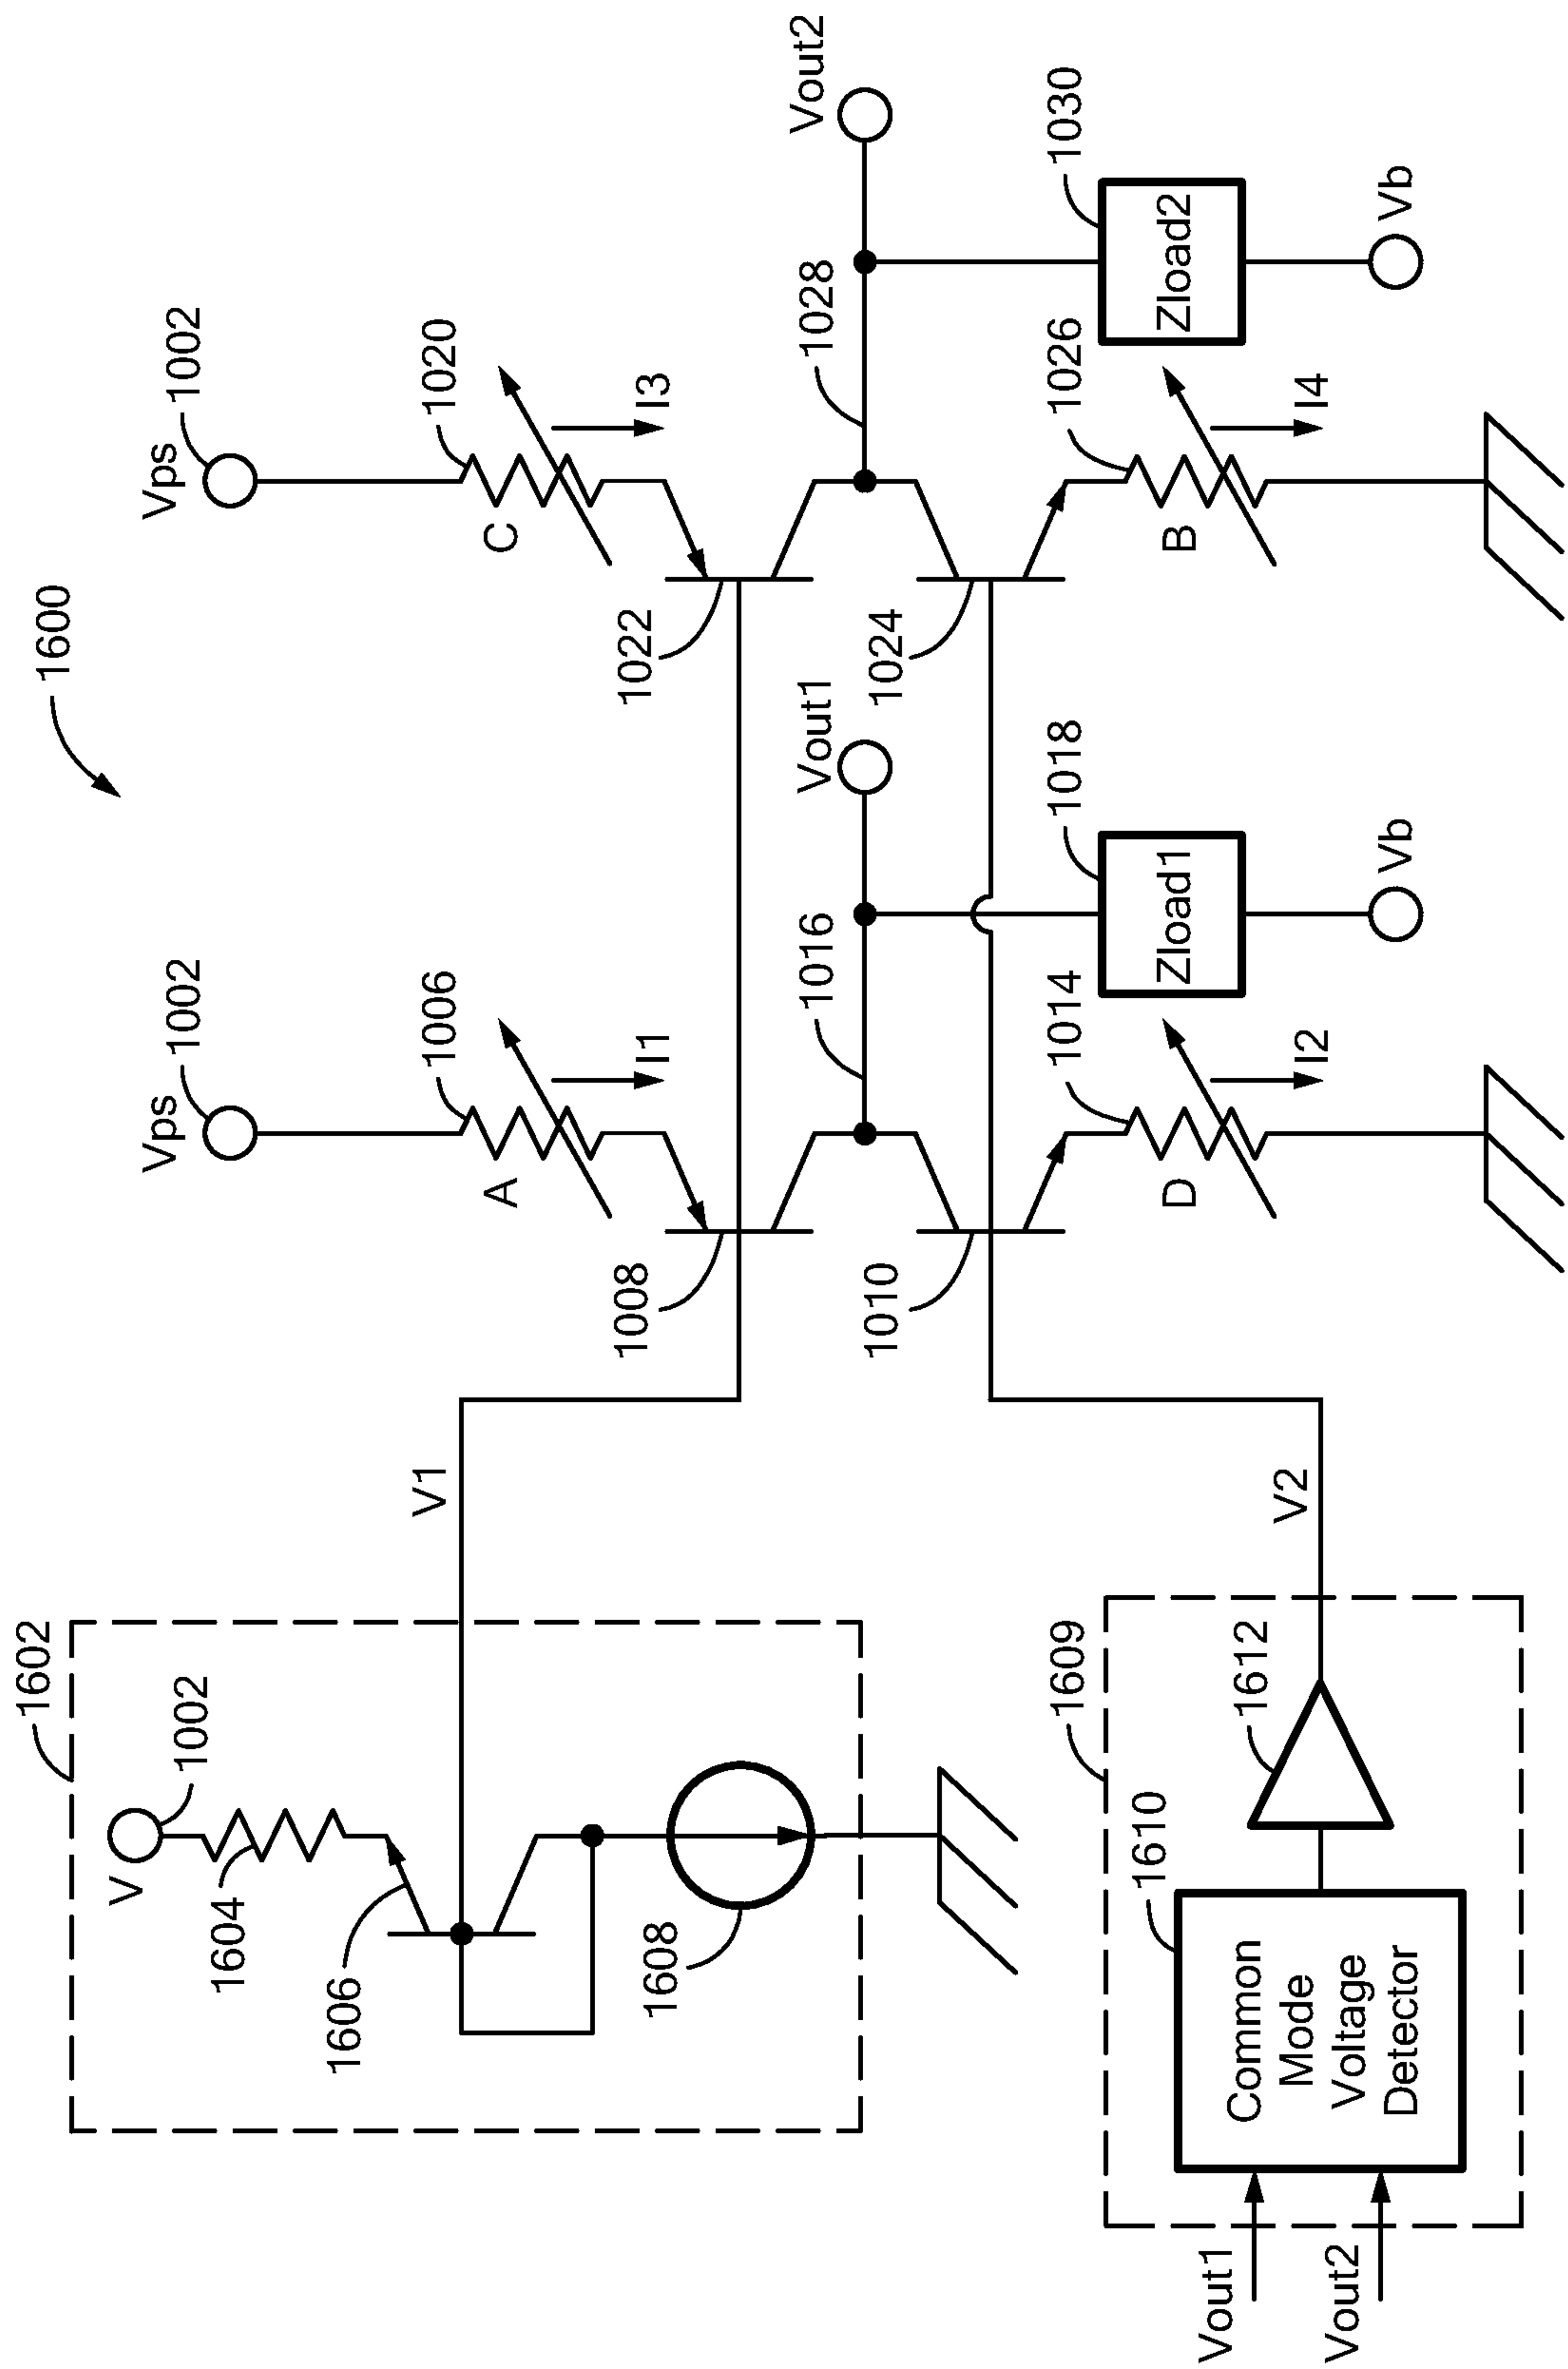 1600
1602
V
1002
1604
1606
1608
V1
Vps
1002
A
1006
I1
1008
1010
1016
Vout1
D
1014
I2
1018
Zload1
Vb
Vps
1002
C
1020
I3
1022
1024
1028
Vout2
B
1026
I4
1030
Zload2
Vb
1609
1610
1612
V2
Common
Mode
Voltage
Detector
Vout1
Vout2